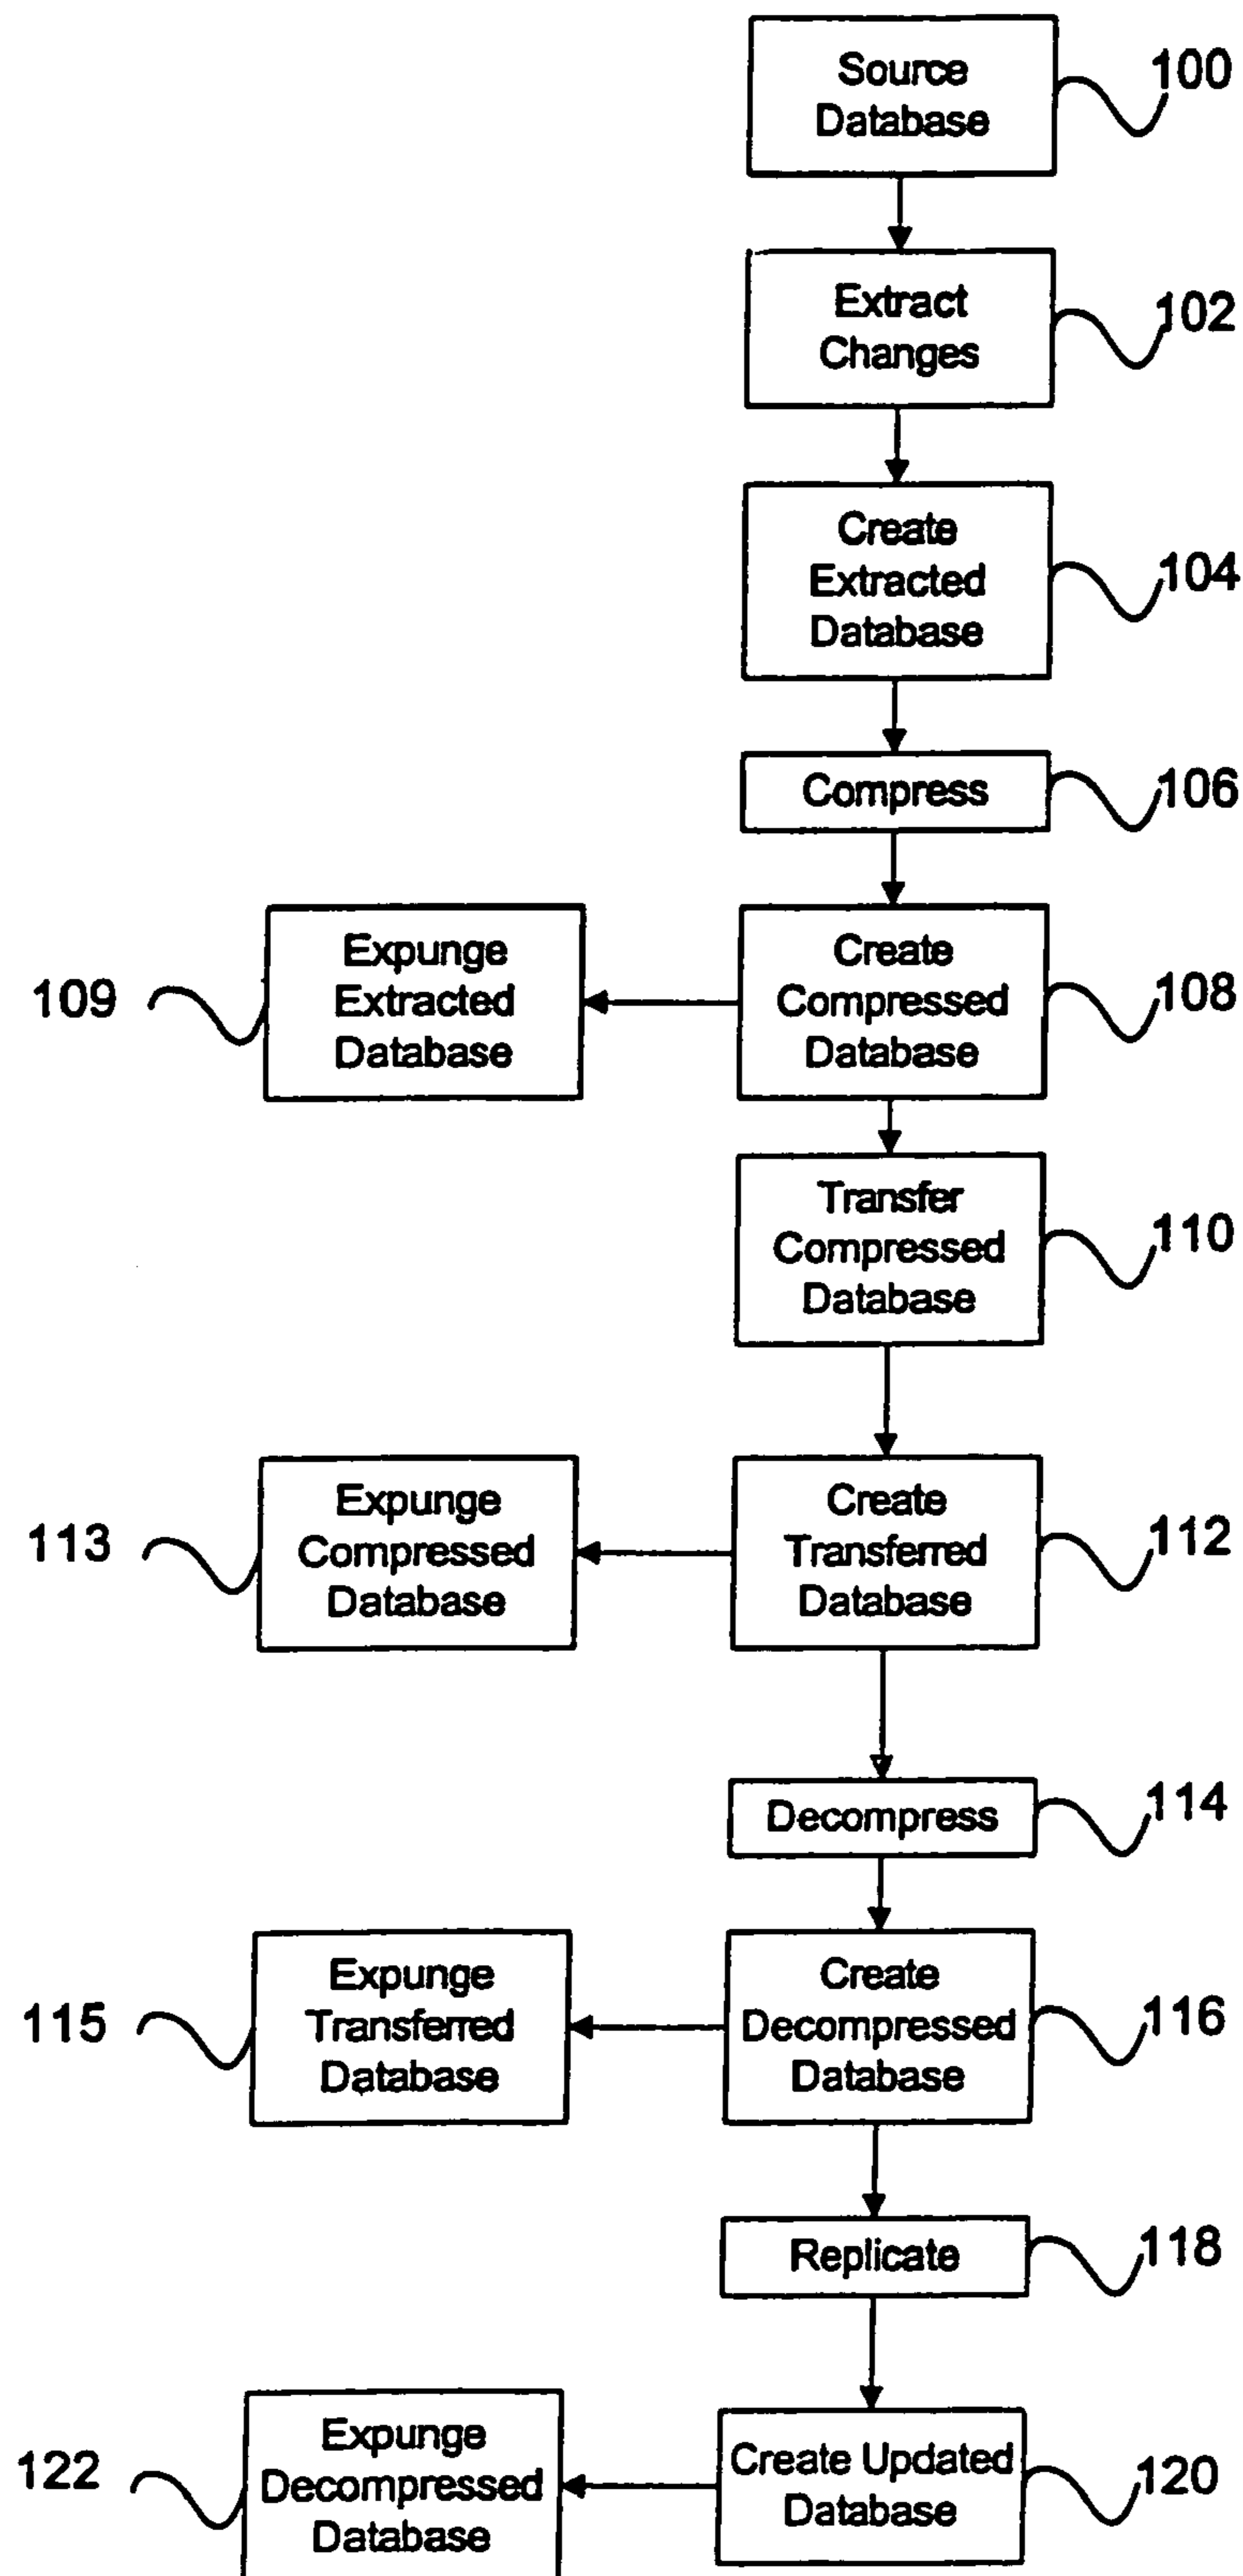 Source
Database
100
Extract
Changes
102
Create
Extracted
Database
104
Compress
106
Expunge
Extracted
Database
109
Create
Compressed
Database
108
Transfer
Compressed
Database
110
Expunge
Compressed
Database
113
Create
Transferred
Database
112
Decompress
114
Expunge
Transferred
Database
115
Create
Decompressed
Database
116
Replicate
118
Expunge
Decompressed
Database
122
Create Updated
Database
120